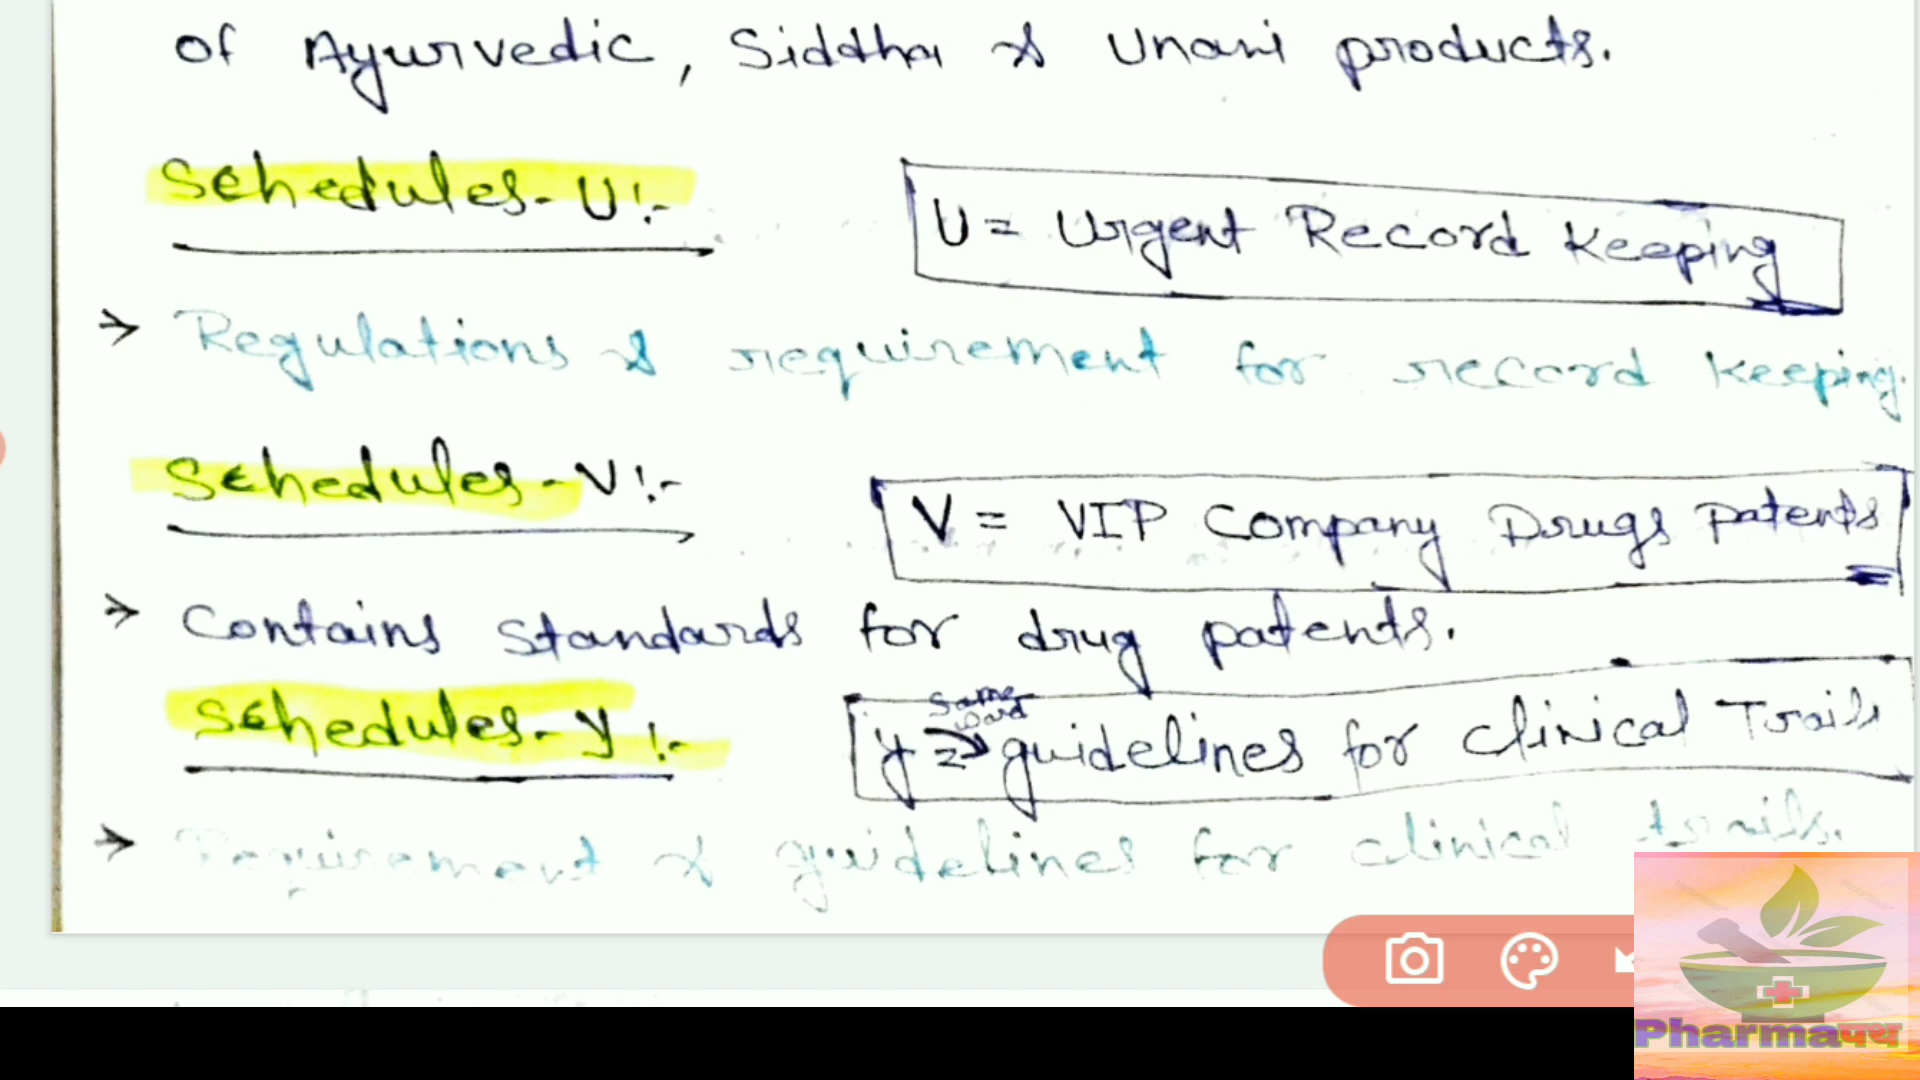 of Ayurvedic, Siddha & Unani products.
Schedules-U:-
U = Urgent Record Keeping
→ Regulations & requirement for record keeping.
Schedules-V:-
V = VIP Company Drugs Patents
→ Contains standards for drug patents.
Schedules-y:-
same word
y = guidelines for clinical Trails
→ Requirement & guidelines for clinical trails.
Pharmaपथ